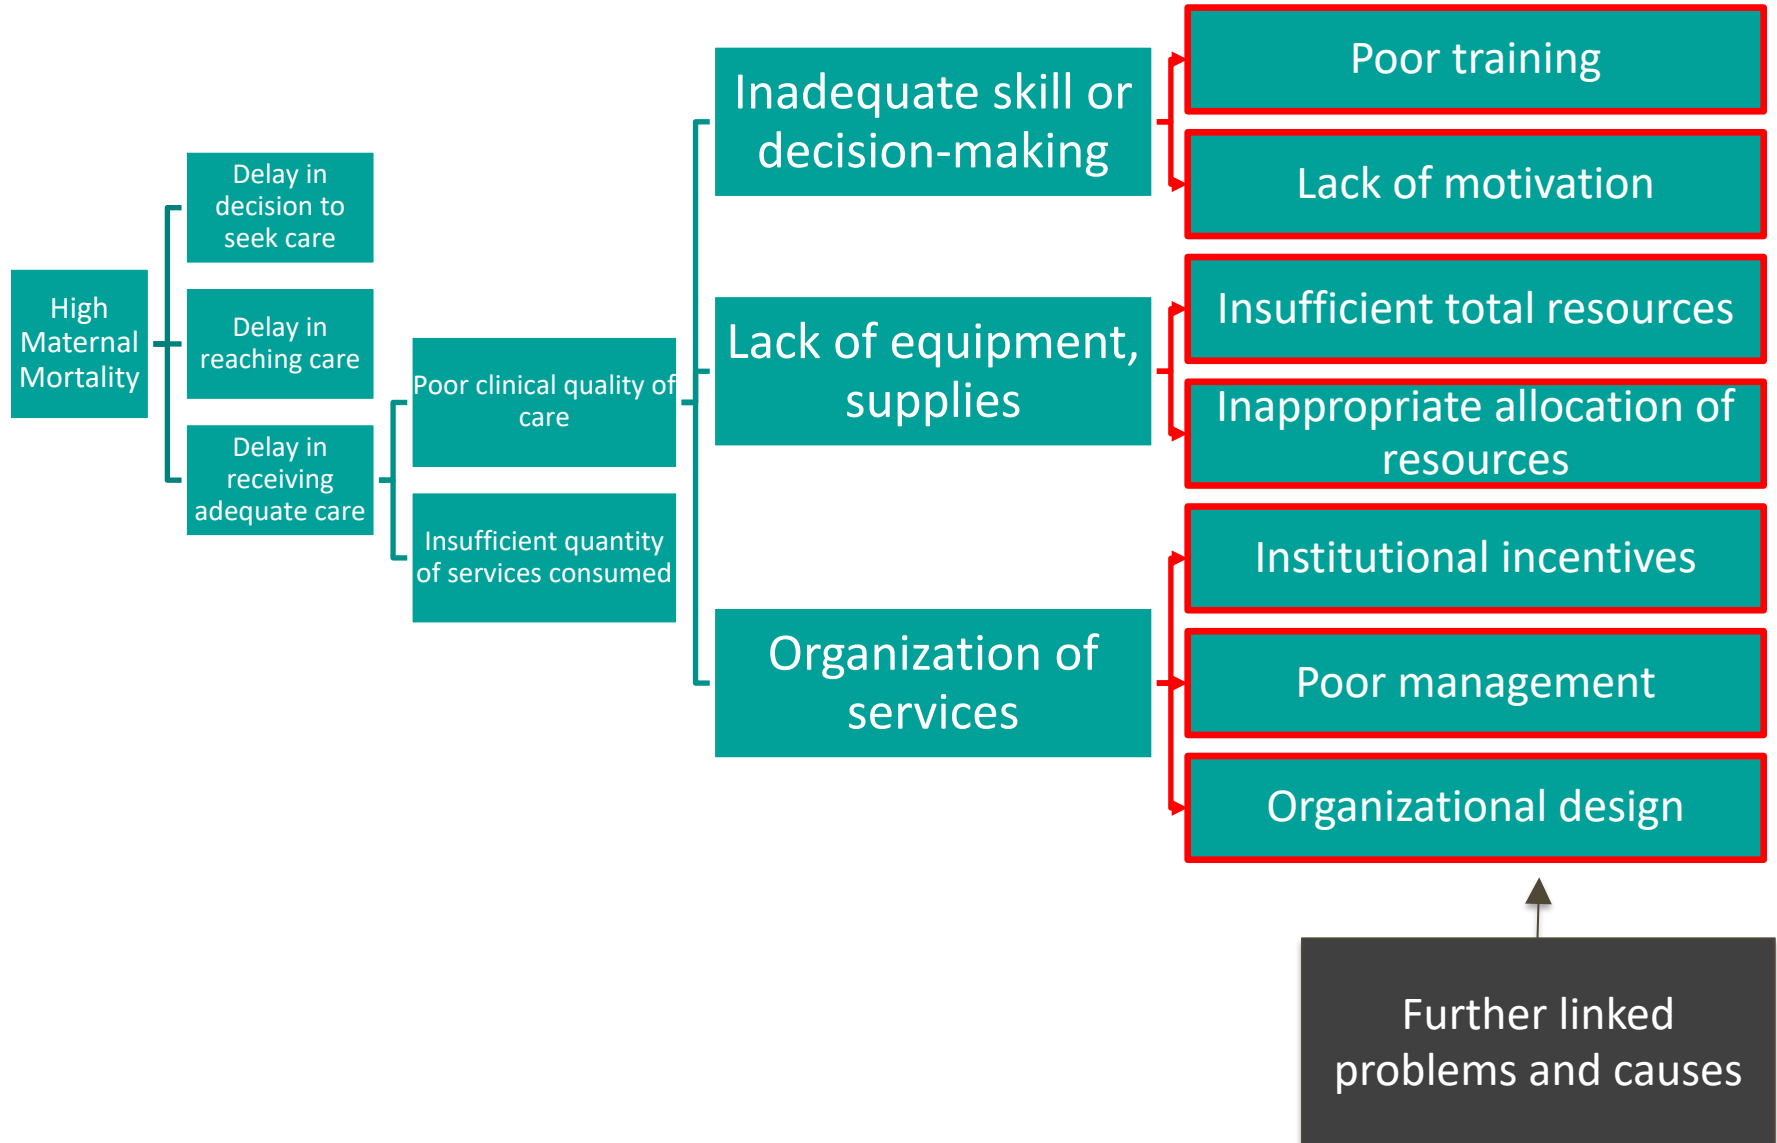 High
Maternal
Mortality
Delay in
decision to
seek care
Delay in
reaching care
Delay in
receiving
adequate care
Poor clinical quality of
care
Insufficient quantity
of services consumed
Inadequate skill or
decision-making
Lack of equipment,
supplies
Organization of
services
Poor training
Lack of motivation
Insufficient total resources
Inappropriate allocation of
resources
Institutional incentives
Poor management
Organizational design
Further linked
problems and causes